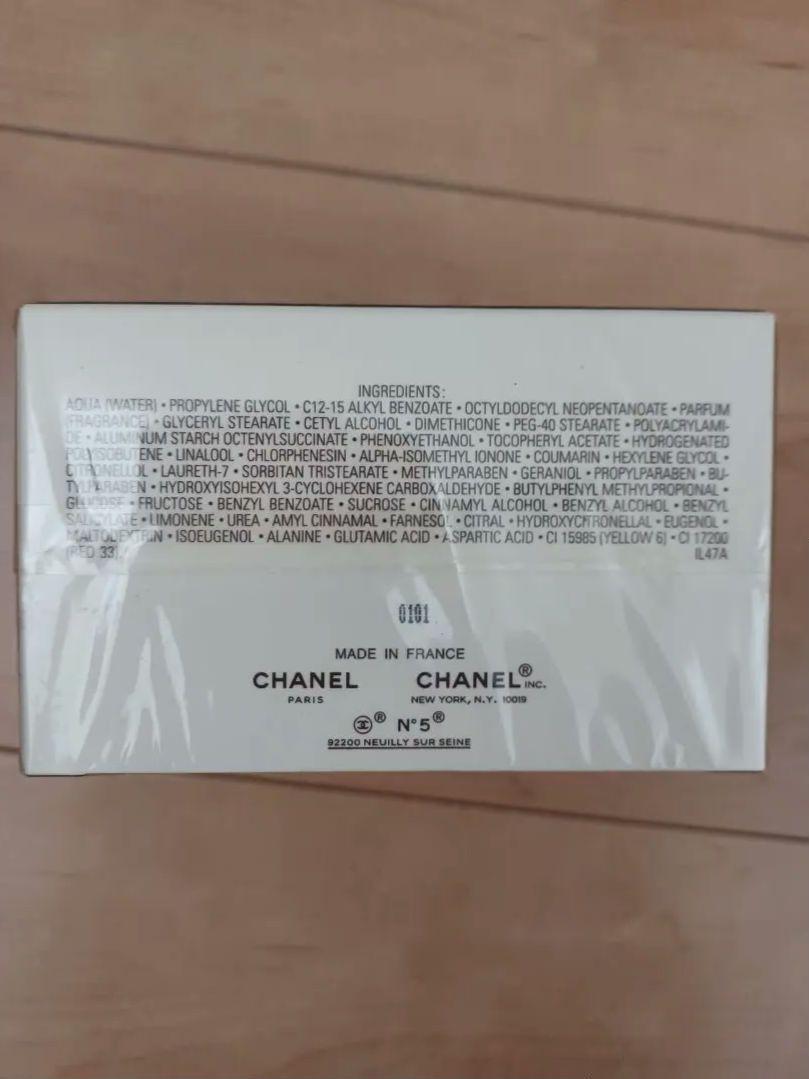 INGREDIENTS:
AQUA (WATER) • PROPYLENE GLYCOL • C12-15 ALKYL BENZOATE • OCTYLDODECYL NEOPENTANOATE • PARFUM
(FRAGRANCE) • GLYCERYL STEARATE • CETYL ALCOHOL • DIMETHICONE • PEG-40 STEARATE • POLYACRYLAMI-
DE • ALUMINUM STARCH OCTENYLSUCCINATE • PHENOXYETHANOL • TOCOPHERYL ACETATE • HYDROGENATED
POLYISOBUTENE • LINALOOL • CHLORPHENESIN • ALPHA-ISOMETHYL IONONE • COUMARIN • HEXYLENE GLYCOL •
CITRONELLOL • LAURETH-7 • SORBITAN TRISTEARATE • METHYLPARABEN • GERANIOL • PROPYLPARABEN • BU-
TYLPARABEN • HYDROXYISOHEXYL 3-CYCLOHEXENE CARBOXALDEHYDE • BUTYLPHENYL METHYLPROPIONAL •
GLUCOSE • FRUCTOSE • BENZYL BENZOATE • SUCROSE • CINNAMYL ALCOHOL • BENZYL ALCOHOL • BENZYL
SALICYLATE • LIMONENE • UREA • AMYL CINNAMAL • FARNESOL • CITRAL • HYDROXYCITRONELLAL • EUGENOL •
MALTODEXTRIN • ISOEUGENOL • ALANINE • GLUTAMIC ACID • ASPARTIC ACID • CI 15985 (YELLOW 6) • CI 17200
(RED 33). IL47A
0101
MADE IN FRANCE
CHANEL CHANEL® INC.
PARIS NEW YORK, N.Y. 10019
® N°5®
92200 NEUILLY SUR SEINE